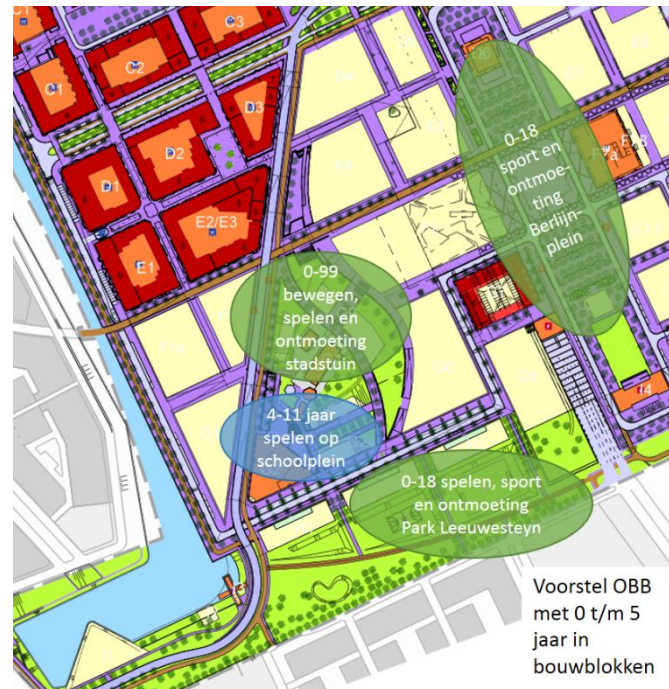 C1
C3
C2
C1
D3
D2
D1
E2/E3
E1
0-18
sport en
ontmoe-
ting
Berlijn-
plein
0-99
bewegen,
spelen en
ontmoeting
stadstuin
4-11 jaar
spelen op
schoolplein
I4
0-18 spelen, sport
en ontmoeting
Park Leeuwesteyn
Voorstel OBB
met 0 t/m 5
jaar in
bouwblokken